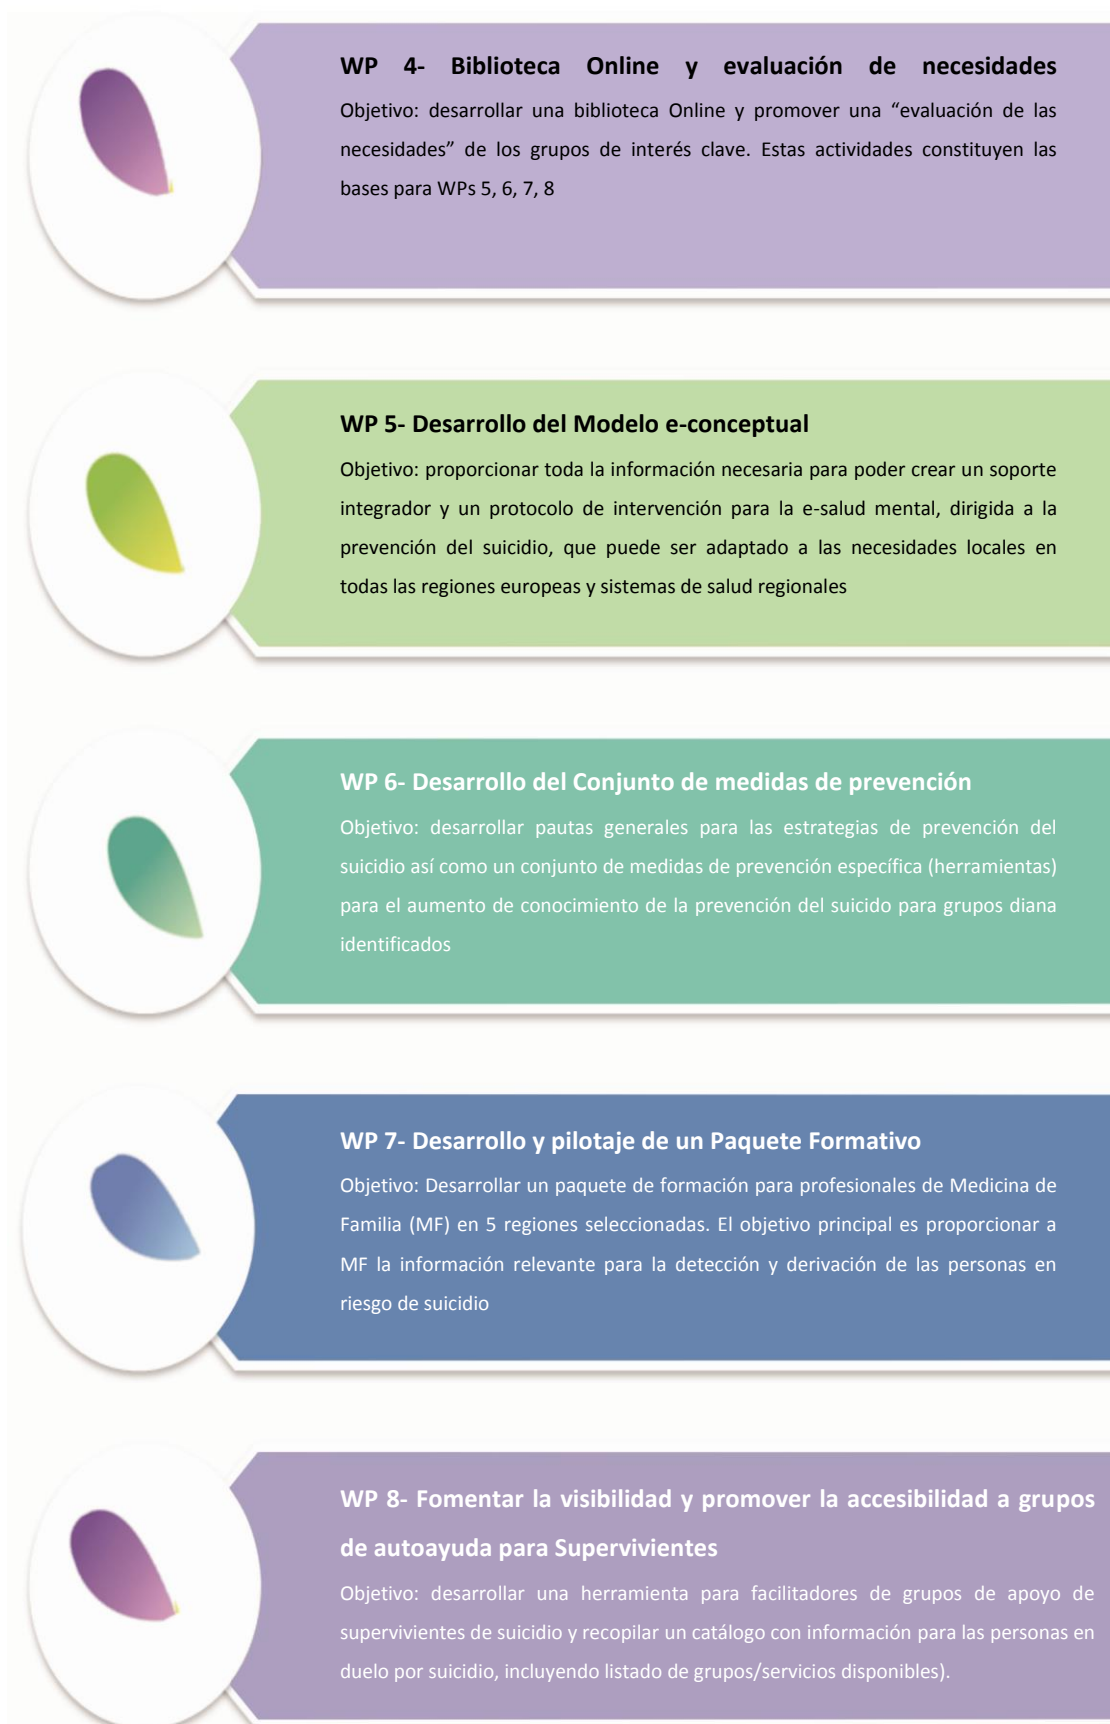 WP 4- Biblioteca Online y evaluación de necesidades
Objetivo: desarrollar una biblioteca Online y promover una “evaluación de las
necesidades” de los grupos de interés clave. Estas actividades constituyen las
bases para WPs 5, 6, 7, 8
WP 5- Desarrollo del Modelo e-conceptual
Objetivo: proporcionar toda la información necesaria para poder crear un soporte
integrador y un protocolo de intervención para la e-salud mental, dirigida a la
prevención del suicidio, que puede ser adaptado a las necesidades locales en
todas las regiones europeas y sistemas de salud regionales
WP 6- Desarrollo del Conjunto de medidas de prevención
Objetivo: desarrollar pautas generales para las estrategias de prevención del
suicidio así como un conjunto de medidas de prevención específica (herramientas)
para el aumento de conocimiento de la prevención del suicido para grupos diana
identificados
WP 7- Desarrollo y pilotaje de un Paquete Formativo
Objetivo: Desarrollar un paquete de formación para profesionales de Medicina de
Familia (MF) en 5 regiones seleccionadas. El objetivo principal es proporcionar a
MF la información relevante para la detección y derivación de las personas en
riesgo de suicidio
WP 8- Fomentar la visibilidad y promover la accesibilidad a grupos
de autoayuda para Supervivientes
Objetivo: desarrollar una herramienta para facilitadores de grupos de apoyo de
supervivientes de suicidio y recopilar un catálogo con información para las personas en
duelo por suicidio, incluyendo listado de grupos/servicios disponibles).